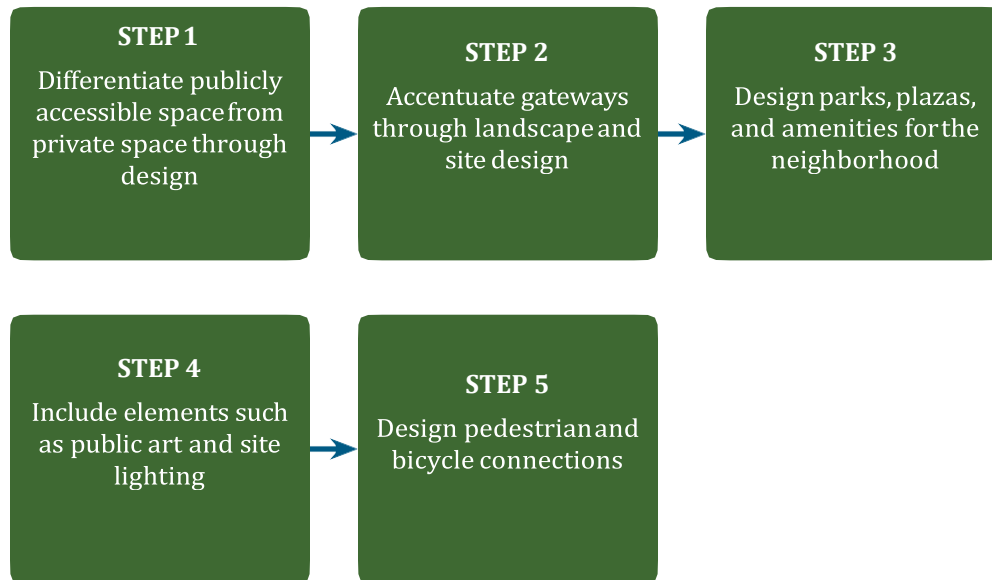 STEP 1
Differentiate publicly
accessible space from
private space through
design
STEP 2
Accentuate gateways
through landscape and
site design
STEP 3
Design parks, plazas,
and amenities for the
neighborhood
STEP 4
Include elements such
as public art and site
lighting
STEP 5
Design pedestrian and
bicycle connections